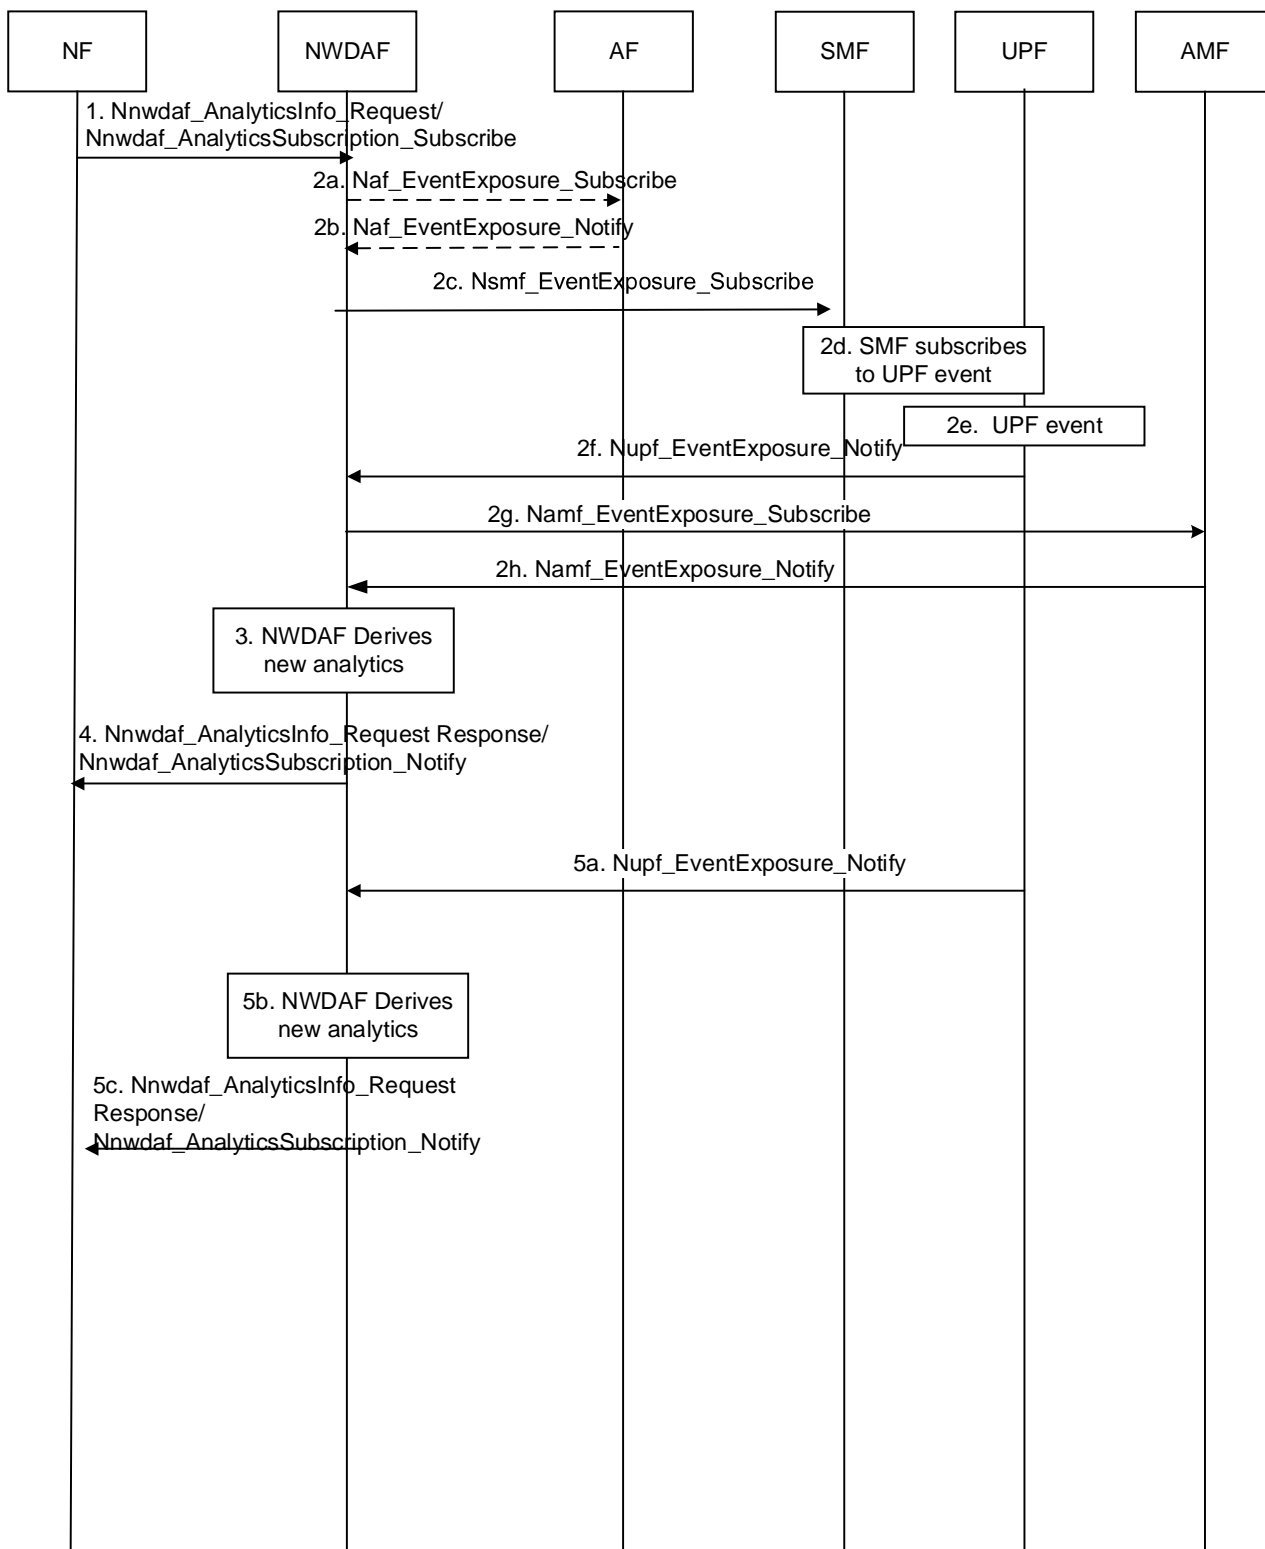 NF
NWDAF
AF
SMF
UPF
AMF
1. Nnwdaf_AnalyticsInfo_Request/
Nnwdaf_AnalyticsSubscription_Subscribe
2a. Naf_EventExposure_Subscribe
2b. Naf_EventExposure_Notify
2c. Nsmf_EventExposure_Subscribe
2d. SMF subscribes
to UPF event
2e. UPF event
2f. Nupf_EventExposure_Notify
2g. Namf_EventExposure_Subscribe
2h. Namf_EventExposure_Notify
3. NWDAF Derives
new analytics
4. Nnwdaf_AnalyticsInfo_Request Response/
Nnwdaf_AnalyticsSubscription_Notify
5a. Nupf_EventExposure_Notify
5b. NWDAF Derives
new analytics
5c. Nnwdaf_AnalyticsInfo_Request
Response/
Nnwdaf_AnalyticsSubscription_Notify